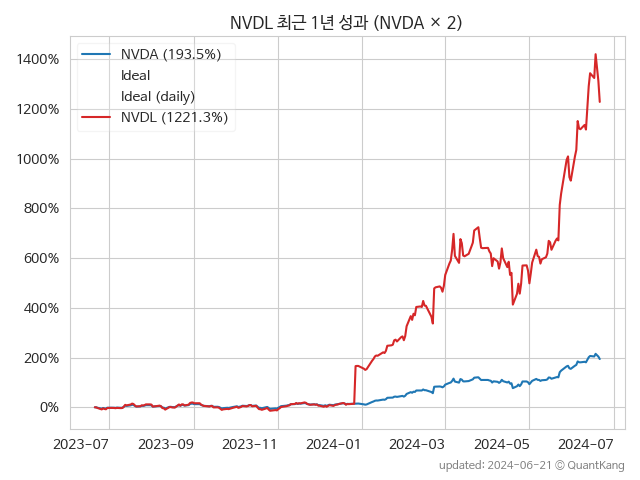 NVDL 최근 1년 성과 (NVDA × 2)
NVDA (193.5%)
Ideal
Ideal (daily)
NVDL (1221.3%)
1400%
1200%
1000%
800%
600%
400%
200%
0%
2023-07 2023-09 2023-11 2024-01 2024-03 2024-05 2024-07
updated: 2024-06-21 © QuantKang